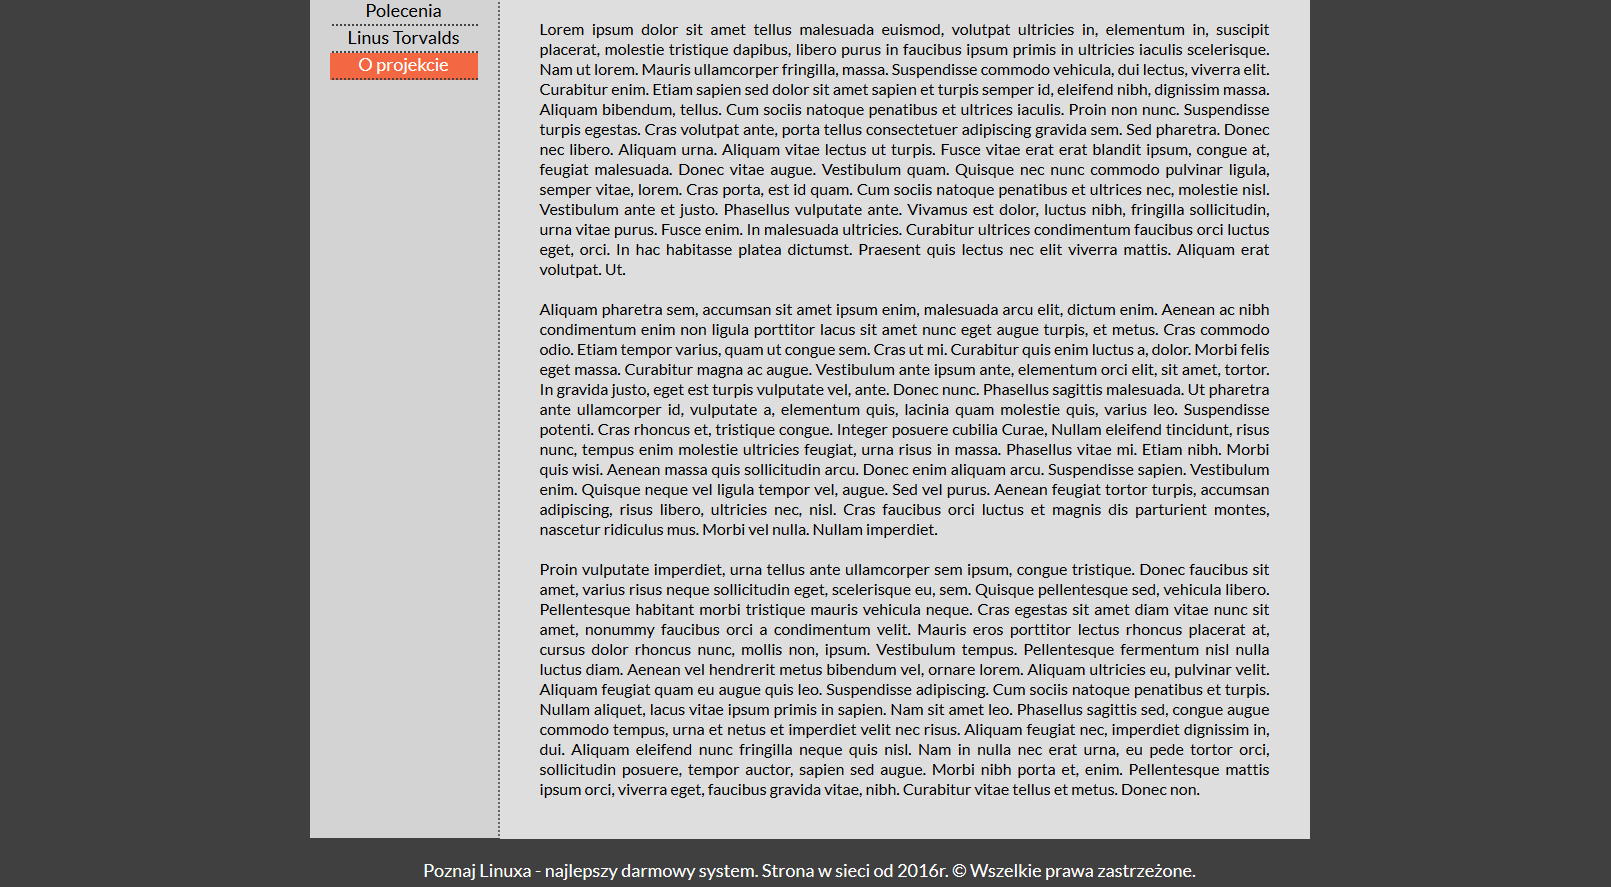 Polecenia
Linus Torvalds
O projekcie
Lorem ipsum dolor sit amet tellus malesuada euismod, volutpat ultricies in, elementum in, suscipit
placerat, molestie tristique dapibus, libero purus in faucibus ipsum primis in ultricies iaculis scelerisque.
Nam ut lorem. Mauris ullamcorper fringilla, massa. Suspendisse commodo vehicula, dui lectus, viverra elit.
Curabitur enim. Etiam sapien sed dolor sit amet sapien et turpis semper id, eleifend nibh, dignissim massa.
Aliquam bibendum, tellus. Cum sociis natoque penatibus et ultrices iaculis. Proin non nunc. Suspendisse
turpis egestas. Cras volutpat ante, porta tellus consectetuer adipiscing gravida sem. Sed pharetra. Donec
nec libero. Aliquam urna. Aliquam vitae lectus ut turpis. Fusce vitae erat erat blandit ipsum, congue at,
feugiat malesuada. Donec vitae augue. Vestibulum quam. Quisque nec nunc commodo pulvinar ligula,
semper vitae, lorem. Cras porta, est id quam. Cum sociis natoque penatibus et ultrices nec, molestie nisl.
Vestibulum ante et justo. Phasellus vulputate ante. Vivamus est dolor, luctus nibh, fringilla sollicitudin,
urna vitae purus. Fusce enim. In malesuada ultricies. Curabitur ultrices condimentum faucibus orci luctus
eget, orci. In hac habitasse platea dictumst. Praesent quis lectus nec elit viverra mattis. Aliquam erat
volutpat. Ut.
Aliquam pharetra sem, accumsan sit amet ipsum enim, malesuada arcu elit, dictum enim. Aenean ac nibh
condimentum enim non ligula porttitor lacus sit amet nunc eget augue turpis, et metus. Cras commodo
odio. Etiam tempor varius, quam ut congue sem. Cras ut mi. Curabitur quis enim luctus a, dolor. Morbi felis
eget massa. Curabitur magna ac augue. Vestibulum ante ipsum ante, elementum orci elit, sit amet, tortor.
In gravida justo, eget est turpis vulputate vel, ante. Donec nunc. Phasellus sagittis malesuada. Ut pharetra
ante ullamcorper id, vulputate a, elementum quis, lacinia quam molestie quis, varius leo. Suspendisse
potenti. Cras rhoncus et, tristique congue. Integer posuere cubilia Curae, Nullam eleifend tincidunt, risus
nunc, tempus enim molestie ultricies feugiat, urna risus in massa. Phasellus vitae mi. Etiam nibh. Morbi
quis wisi. Aenean massa quis sollicitudin arcu. Donec enim aliquam arcu. Suspendisse sapien. Vestibulum
enim. Quisque neque vel ligula tempor vel, augue. Sed vel purus. Aenean feugiat tortor turpis, accumsan
adipiscing, risus libero, ultricies nec, nisl. Cras faucibus orci luctus et magnis dis parturient montes,
nascetur ridiculus mus. Morbi vel nulla. Nullam imperdiet.
Proin vulputate imperdiet, urna tellus ante ullamcorper sem ipsum, congue tristique. Donec faucibus sit
amet, varius risus neque sollicitudin eget, scelerisque eu, sem. Quisque pellentesque sed, vehicula libero.
Pellentesque habitant morbi tristique mauris vehicula neque. Cras egestas sit amet diam vitae nunc sit
amet, nonummy faucibus orci a condimentum velit. Mauris eros porttitor lectus rhoncus placerat at,
cursus dolor rhoncus nunc, mollis non, ipsum. Vestibulum tempus. Pellentesque fermentum nisl nulla
luctus diam. Aenean vel hendrerit metus bibendum vel, ornare lorem. Aliquam ultricies eu, pulvinar velit.
Aliquam feugiat quam eu augue quis leo. Suspendisse adipiscing. Cum sociis natoque penatibus et turpis.
Nullam aliquet, lacus vitae ipsum primis in sapien. Nam sit amet leo. Phasellus sagittis sed, congue augue
commodo tempus, urna et netus et imperdiet velit nec risus. Aliquam feugiat nec, imperdiet dignissim in,
dui. Aliquam eleifend nunc fringilla neque quis nisl. Nam in nulla nec erat urna, eu pede tortor orci,
sollicitudin posuere, tempor auctor, sapien sed augue. Morbi nibh porta et, enim. Pellentesque mattis
ipsum orci, viverra eget, faucibus gravida vitae, nibh. Curabitur vitae tellus et metus. Donec non.
Poznaj Linuxa - najlepszy darmowy system. Strona w sieci od 2016r. © Wszelkie prawa zastrzeżone.